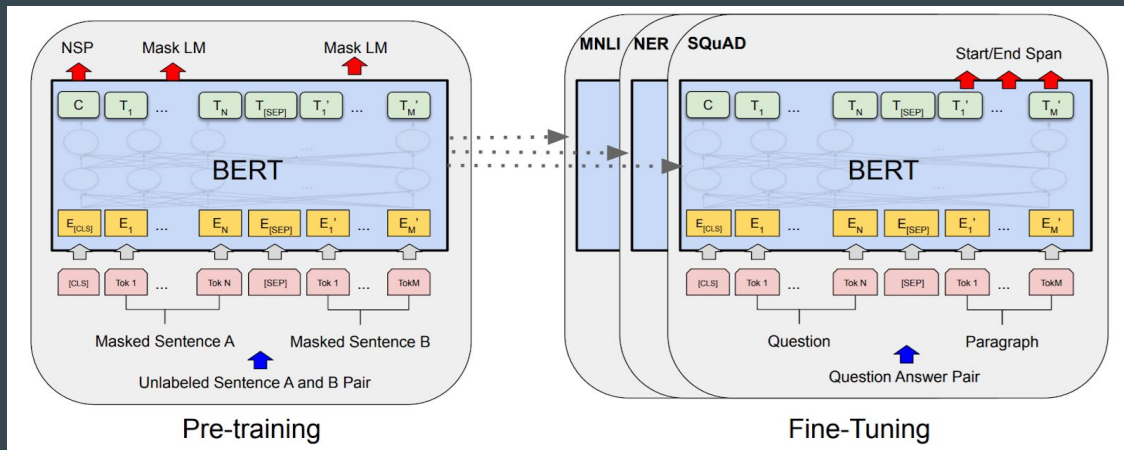 NSP Mask LM Mask LM
C T1 ... TN T[SEP] T1' ... TM'
...
BERT
...
E[CLS] E1 ... EN E[SEP] E1' ... EM'
[CLS] Tok 1 ... Tok N [SEP] Tok 1 ... TokM
Masked Sentence A Masked Sentence B
Unlabeled Sentence A and B Pair
Pre-training
MNLI NER SQuAD
Start/End Span
C T1 ... TN T[SEP] T1' ... TM'
...
BERT
...
E[CLS] E1 ... EN E[SEP] E1' ... EM'
[CLS] Tok 1 ... Tok N [SEP] Tok 1 ... TokM
Question Paragraph
Question Answer Pair
Fine-Tuning